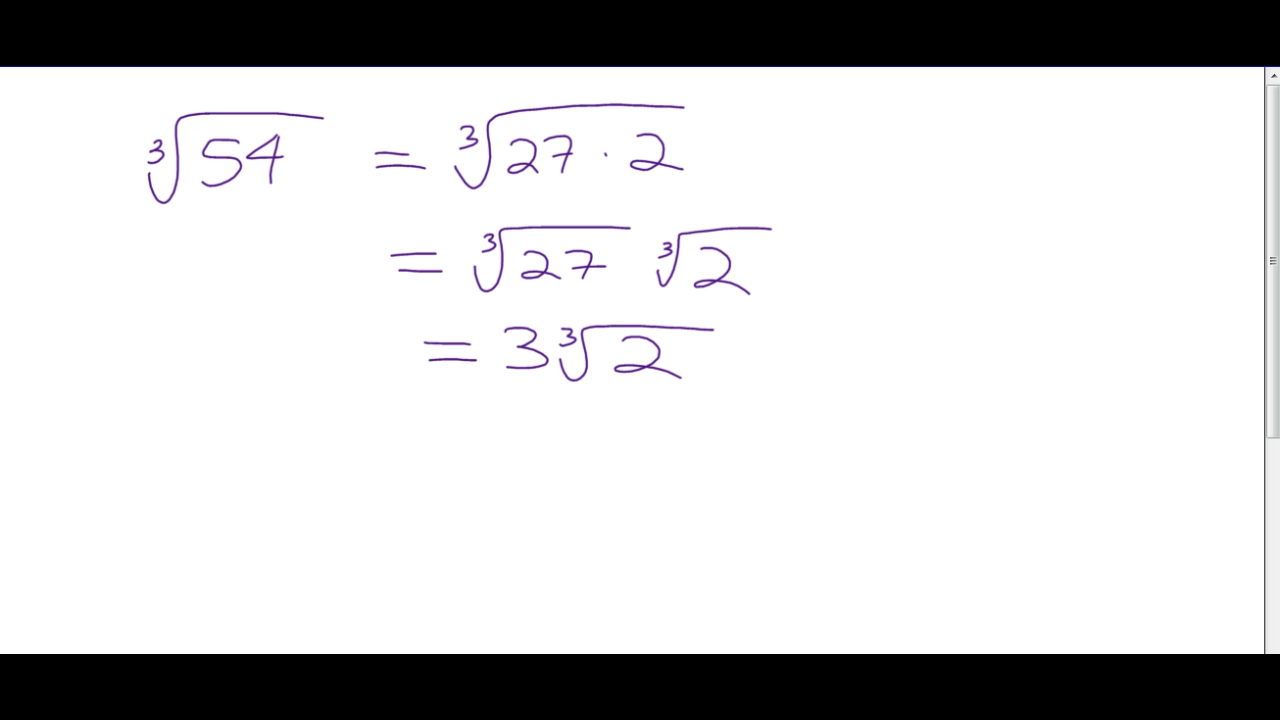 ∛54 = ∛27 · 2
= ∛27 ∛2
= 3∛2